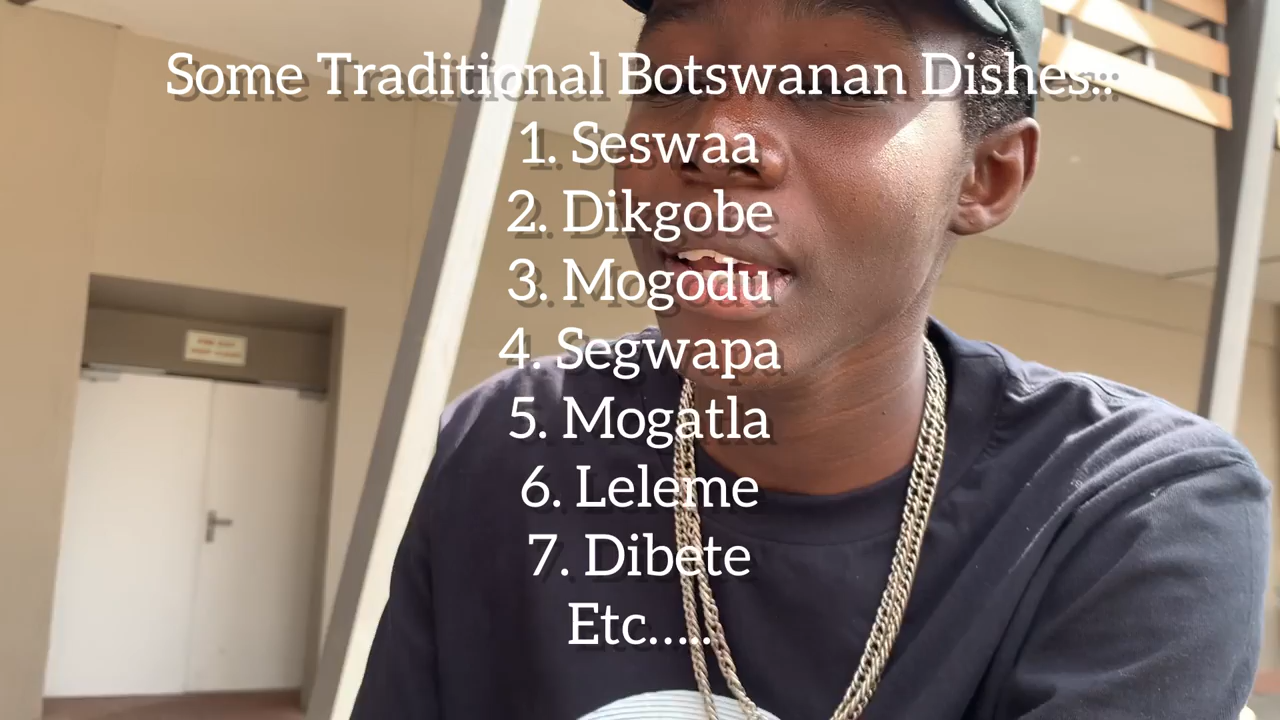 Some Traditional Botswanan Dishes::
1. Seswaa
2. Dikgobe
3. Mogodu
4. Segwapa
5. Mogatla
6. Leleme
7. Dibete
Etc.....